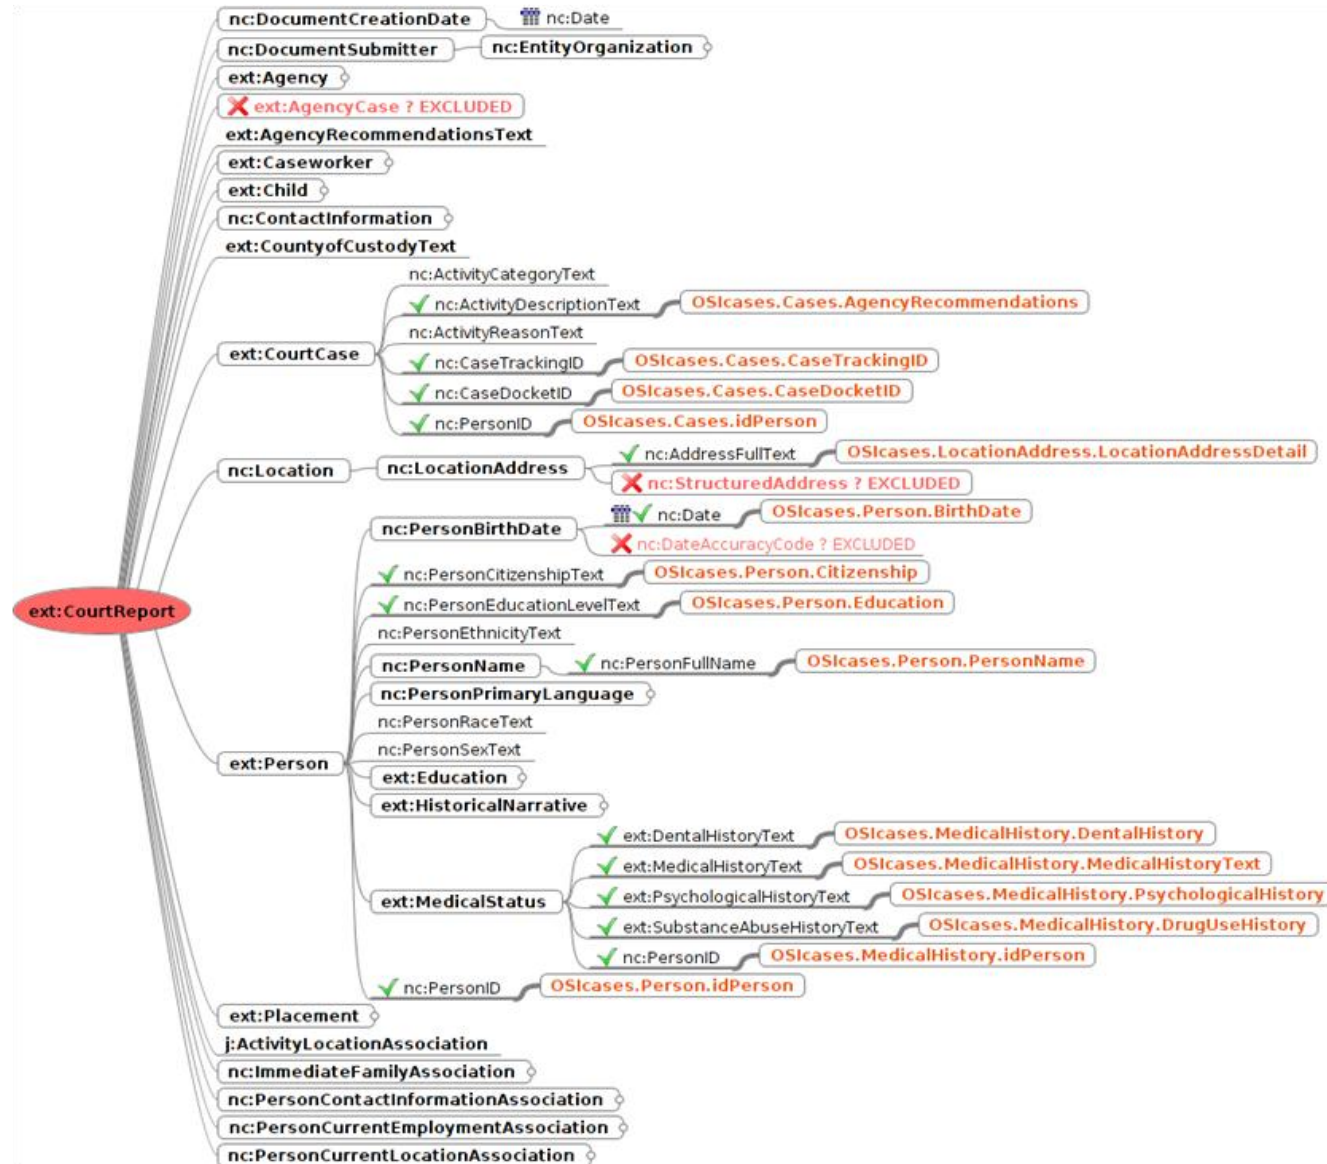 nc:DocumentCreationDate
nc:Date
nc:DocumentSubmitter
nc:EntityOrganization
ext:Agency
ext:AgencyCase ? EXCLUDED
ext:AgencyRecommendationsText
ext:Caseworker
ext:Child
nc:ContactInformation
ext:CountyofCustodyText
nc:ActivityCategoryText
nc:ActivityDescriptionText
OSIcases.Cases.AgencyRecommendations
nc:ActivityReasonText
ext:CourtCase
nc:CaseTrackingID
OSIcases.Cases.CaseTrackingID
nc:CaseDocketID
OSIcases.Cases.CaseDocketID
nc:PersonID
OSIcases.Cases.idPerson
nc:Location
nc:LocationAddress
nc:AddressFullText
OSIcases.LocationAddress.LocationAddressDetail
nc:StructuredAddress ? EXCLUDED
nc:PersonBirthDate
nc:Date
OSIcases.Person.BirthDate
nc:DateAccuracyCode ? EXCLUDED
nc:PersonCitizenshipText
OSIcases.Person.Citizenship
nc:PersonEducationLevelText
OSIcases.Person.Education
ext:CourtReport
nc:PersonEthnicityText
nc:PersonName
nc:PersonFullName
OSIcases.Person.PersonName
nc:PersonPrimaryLanguage
nc:PersonRaceText
nc:PersonSexText
ext:Person
ext:Education
ext:HistoricalNarrative
ext:DentalHistoryText
OSIcases.MedicalHistory.DentalHistory
ext:MedicalHistoryText
OSIcases.MedicalHistory.MedicalHistoryText
ext:MedicalStatus
ext:PsychologicalHistoryText
OSIcases.MedicalHistory.PsychologicalHistory
ext:SubstanceAbuseHistoryText
OSIcases.MedicalHistory.DrugUseHistory
nc:PersonID
OSIcases.MedicalHistory.idPerson
nc:PersonID
OSIcases.Person.idPerson
ext:Placement
j:ActivityLocationAssociation
nc:ImmediateFamilyAssociation
nc:PersonContactInformationAssociation
nc:PersonCurrentEmploymentAssociation
nc:PersonCurrentLocationAssociation